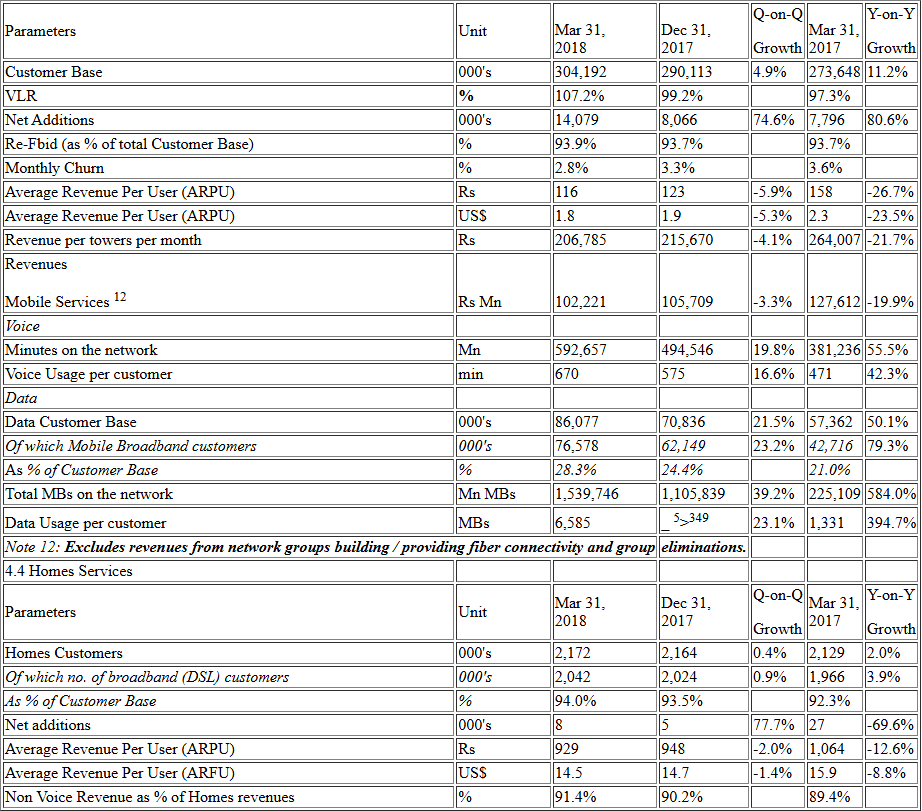 Parameters Unit Mar 31, 2018 Dec 31, 2017 Q-on-Q Growth Mar 31, 2017 Y-on-Y Growth
Customer Base 000's 304,192 290,113 4.9% 273,648 11.2%
VLR % 107.2% 99.2% 97.3%
Net Additions 000's 14,079 8,066 74.6% 7,796 80.6%
Re-Fbid (as % of total Customer Base) % 93.9% 93.7% 93.7%
Monthly Churn % 2.8% 3.3% 3.6%
Average Revenue Per User (ARPU) Rs 116 123 -5.9% 158 -26.7%
Average Revenue Per User (ARPU) US$ 1.8 1.9 -5.3% 2.3 -23.5%
Revenue per towers per month Rs 206,785 215,670 -4.1% 264,007 -21.7%
Revenues
Mobile Services 12 Rs Mn 102,221 105,709 -3.3% 127,612 -19.9%
Voice
Minutes on the network Mn 592,657 494,546 19.8% 381,236 55.5%
Voice Usage per customer min 670 575 16.6% 471 42.3%
Data
Data Customer Base 000's 86,077 70,836 21.5% 57,362 50.1%
Of which Mobile Broadband customers 000's 76,578 62,149 23.2% 42,716 79.3%
As % of Customer Base % 28.3% 24.4% 21.0%
Total MBs on the network Mn MBs 1,539,746 1,105,839 39.2% 225,109 584.0%
Data Usage per customer MBs 6,585 _ 5>349 23.1% 1,331 394.7%
Note 12: Excludes revenues from network groups building / providing fiber connectivity and group eliminations.
4.4 Homes Services
Parameters Unit Mar 31, 2018 Dec 31, 2017 Q-on-Q Growth Mar 31, 2017 Y-on-Y Growth
Homes Customers 000's 2,172 2,164 0.4% 2,129 2.0%
Of which no. of broadband (DSL) customers 000's 2,042 2,024 0.9% 1,966 3.9%
As % of Customer Base % 94.0% 93.5% 92.3%
Net additions 000's 8 5 77.7% 27 -69.6%
Average Revenue Per User (ARPU) Rs 929 948 -2.0% 1,064 -12.6%
Average Revenue Per User (ARFU) US$ 14.5 14.7 -1.4% 15.9 -8.8%
Non Voice Revenue as % of Homes revenues % 91.4% 90.2% 89.4%